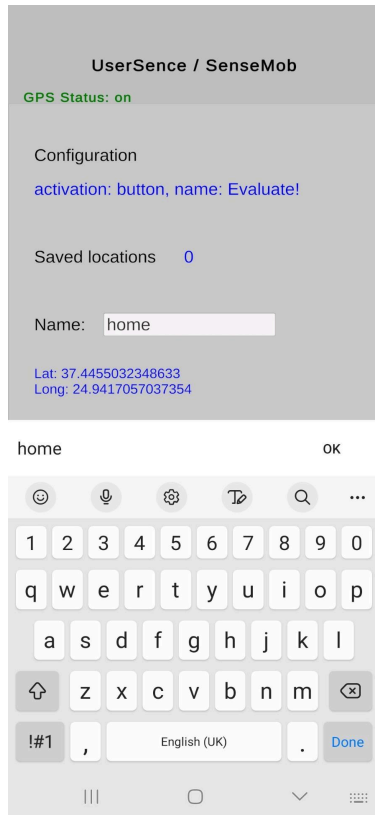 UserSence / SenseMob
GPS Status: on
Configuration
activation: button, name: Evaluate!
Saved locations 0
Name: home
Lat: 37.4455032348633
Long: 24.9417057037354
home OK
1 2 3 4 5 6 7 8 9 0
q w e r t y u i o p
a s d f g h j k l
z x c v b n m
!#1 , English (UK) . Done